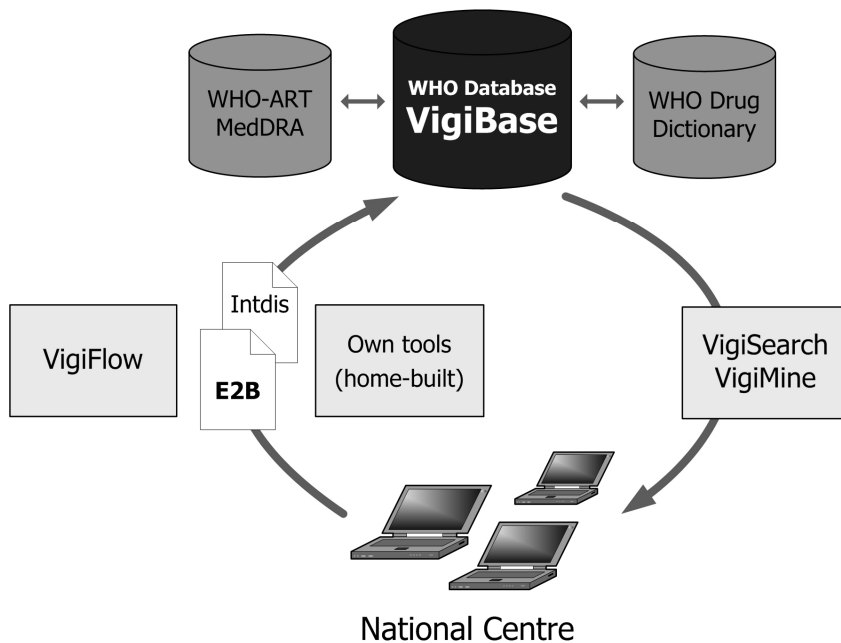 WHO-ART
MedDRA
WHO Database
VigiBase
WHO Drug
Dictionary
VigiFlow
Intdis
E2B
Own tools
(home-built)
VigiSearch
VigiMine
National Centre